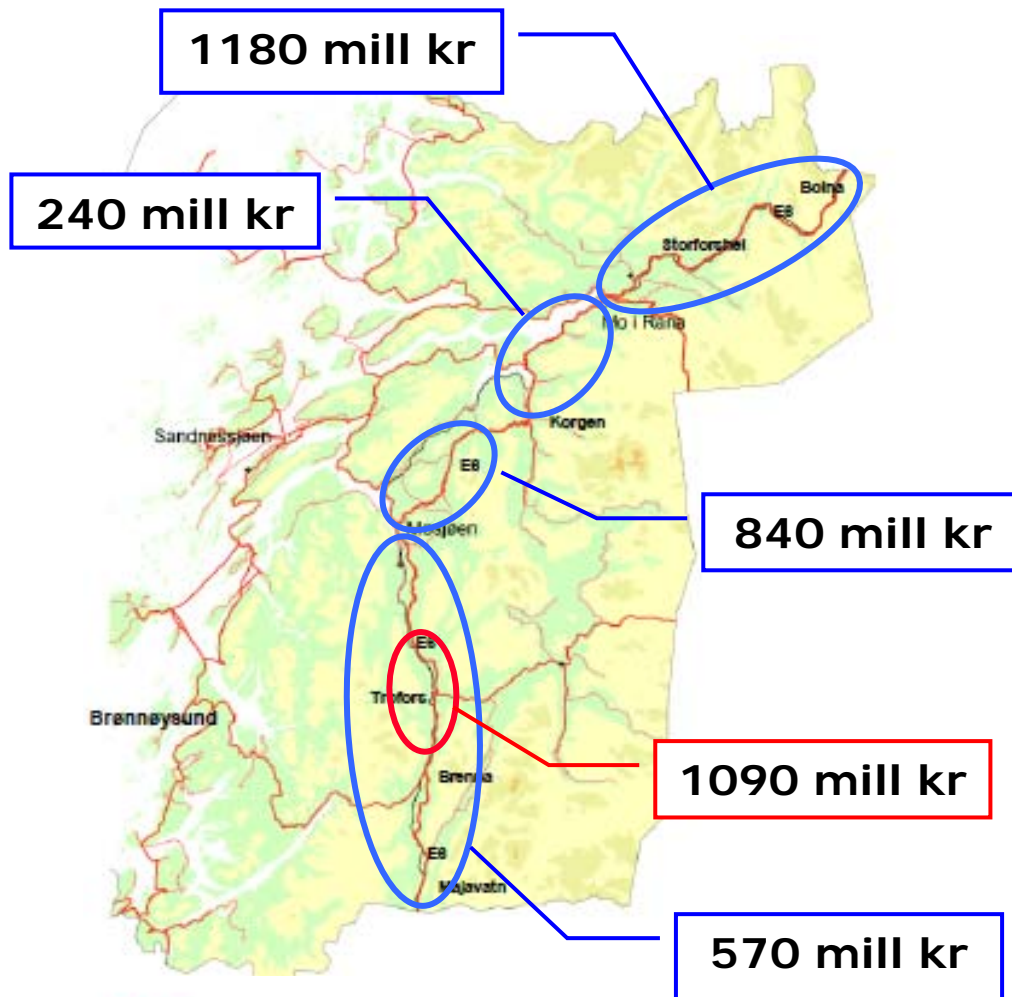 1180 mill kr
240 mill kr
Bolna
E6
Storforshei
Mo i Rana
Korgen
Sandnessjøen
E6
Mosjøen
840 mill kr
E6
Trofors
Brønnøysund
1090 mill kr
Brenna
E6
Majavatn
570 mill kr